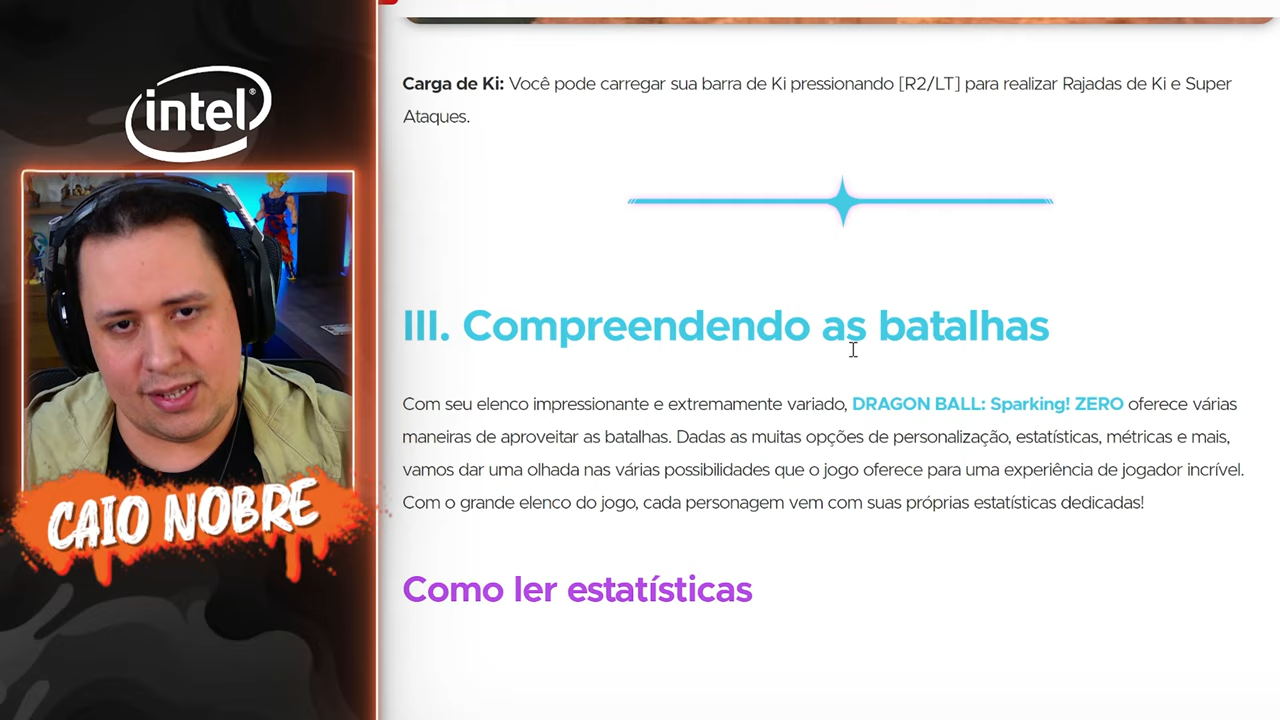 intel®
CAIO NOBRE
Carga de Ki: Você pode carregar sua barra de Ki pressionando [R2/LT] para realizar Rajadas de Ki e Super
Ataques.
III. Compreendendo as batalhas
Com seu elenco impressionante e extremamente variado, DRAGON BALL: Sparking! ZERO oferece várias
maneiras de aproveitar as batalhas. Dadas as muitas opções de personalização, estatísticas, métricas e mais,
vamos dar uma olhada nas várias possibilidades que o jogo oferece para uma experiência de jogador incrível.
Com o grande elenco do jogo, cada personagem vem com suas próprias estatísticas dedicadas!
Como ler estatísticas